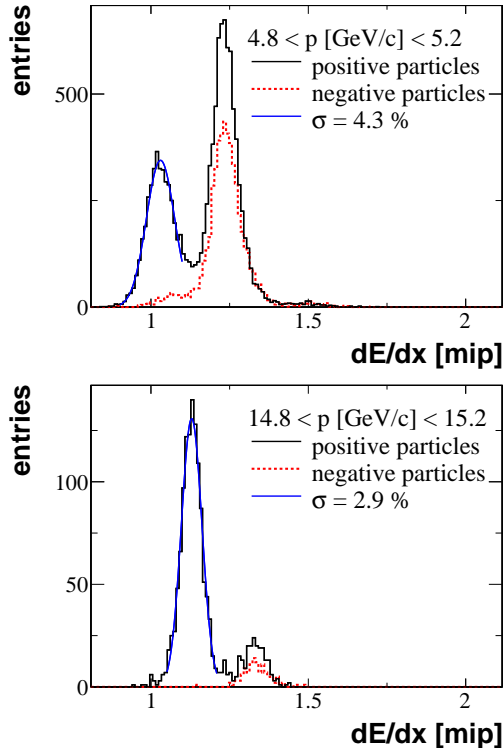 entries
4.8 < p [GeV/c] < 5.2
positive particles
negative particles
σ = 4.3 %
500
0
1
1.5
2
dE/dx [mip]
entries
14.8 < p [GeV/c] < 15.2
positive particles
negative particles
σ = 2.9 %
100
50
0
1
1.5
2
dE/dx [mip]